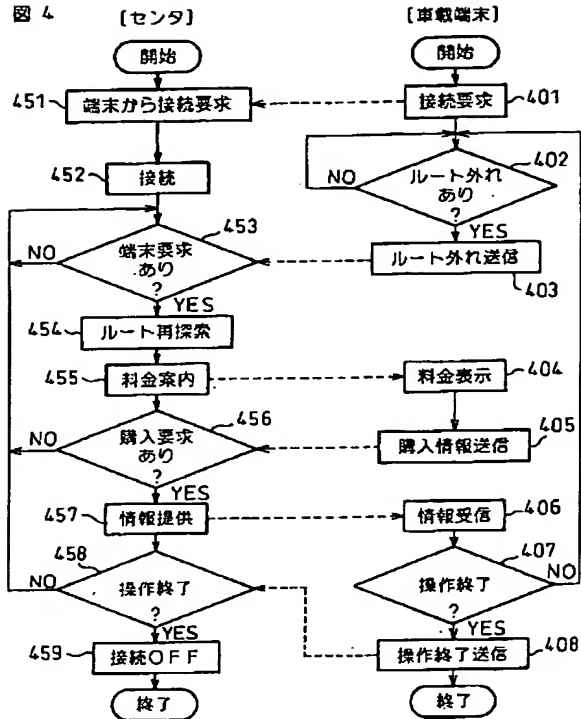 図 4
[センタ]
[車載端末]
開始
開始
451
端末から接続要求
接続要求
401
452
接続
402
ルート外れ
あり
?
NO
YES
453
端末要求
あり
?
NO
YES
ルート外れ送信
403
454
ルート再探索
455
料金案内
料金表示
404
456
購入要求
あり
?
NO
YES
購入情報送信
405
457
情報提供
情報受信
406
458
操作終了
?
NO
YES
407
操作終了
?
NO
YES
459
接続OFF
操作終了送信
408
終了
終了